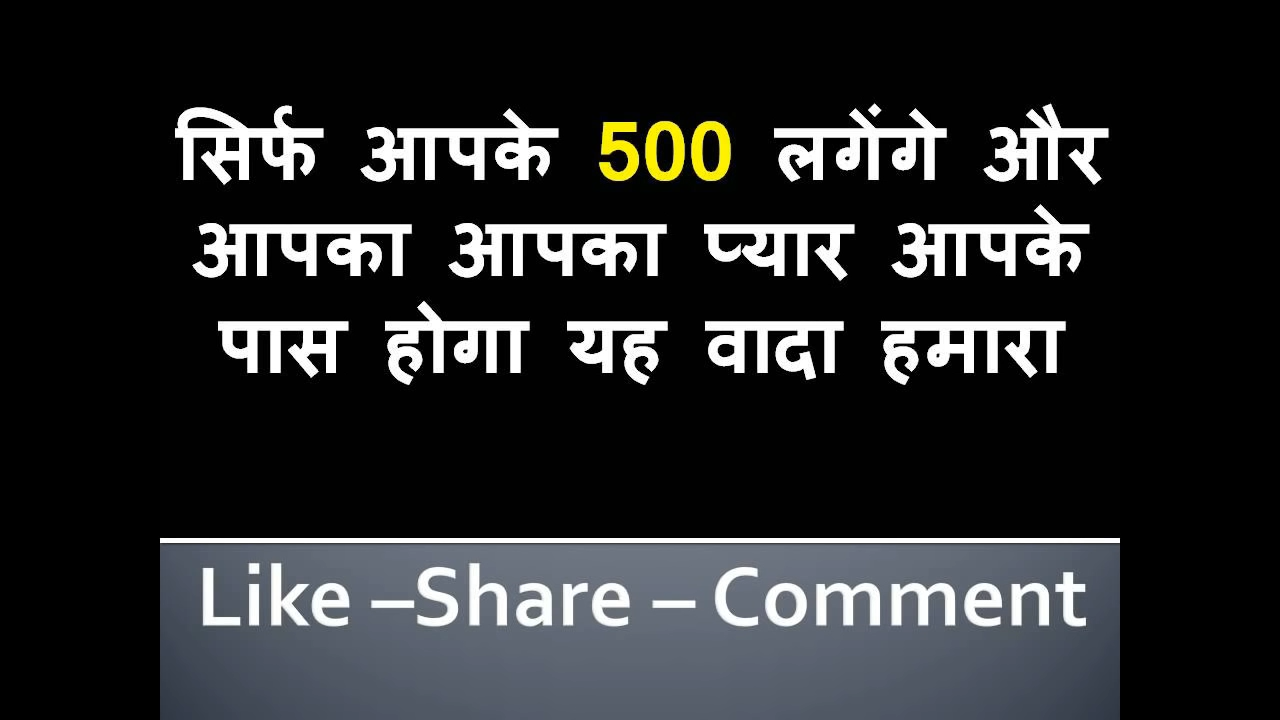 सिर्फ आपके 500 लगेंगे और
आपका आपका प्यार आपके
पास होगा यह वादा हमारा
Like –Share – Comment